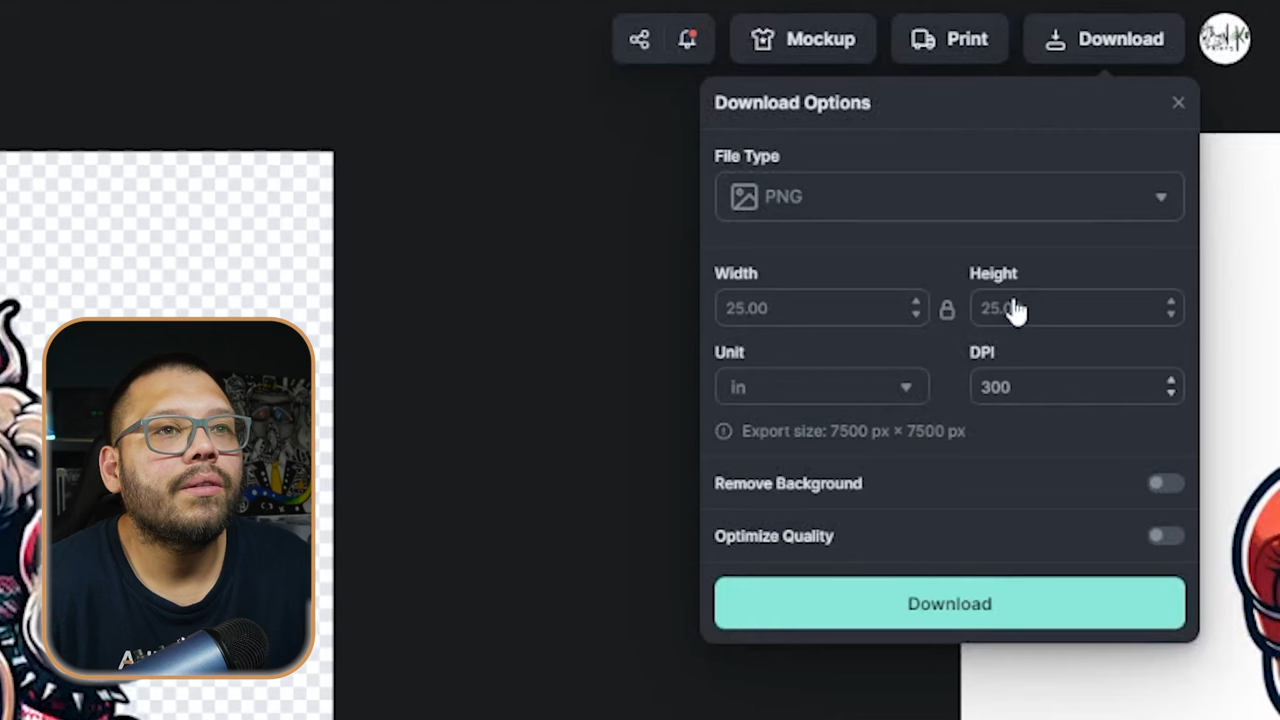 Mockup
Print
Download
Download Options
File Type
PNG
Width
Height
25.00
Unit
DPI
in
300
Export size: 7500 px × 7500 px
Remove Background
Optimize Quality
Download